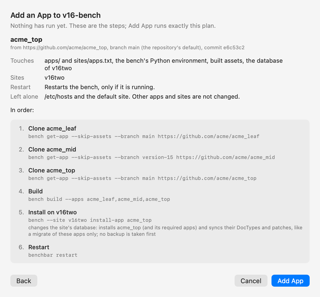 Add an App to v16-bench
Nothing has run yet. These are the steps; Add App runs exactly this plan.
acme_top
from https://github.com/acme/acme_top, branch main (the repository's default), commit e8c53c2
Touches apps/ and sites/apps.txt, the bench's Python environment, built assets, the database
of v16two
Sites v16two
Restart Restarts the bench, only if it is running.
Left alone /etc/hosts and the default site. Other apps and sites are not changed.
In order:
1. Clone acme_leaf
bench get-app --skip-assets --branch main https://github.com/acme/acme_leaf
2. Clone acme_mid
bench get-app --skip-assets --branch version-15 https://github.com/acme/acme_mid
3. Clone acme_top
bench get-app --skip-assets --branch main https://github.com/acme/acme_top
4. Build
bench build --apps acme_leaf,acme_mid,acme_top
5. Install on v16two
bench --site v16two install-app acme_top
changes the site's database: installs acme_top (and its required apps) and syncs their DocTypes and patches, like
a migrate of these apps only; no backup is taken first
6. Restart
benchbar restart
Back
Cancel
Add App